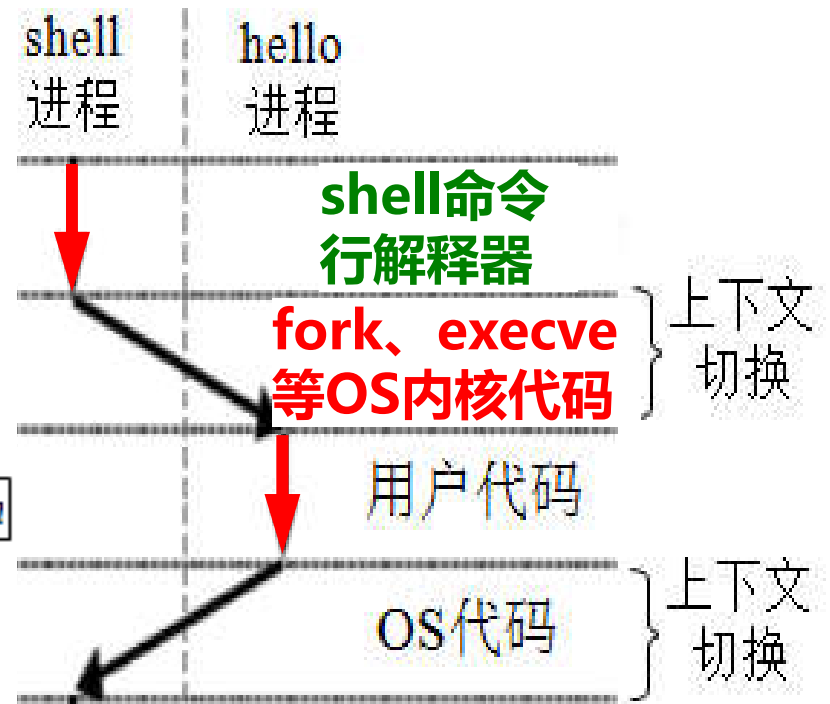 shell
进程
hello
进程
shell命令
行解释器
fork、execve
等OS内核代码
上下文
切换
用户代码
OS代码
上下文
切换